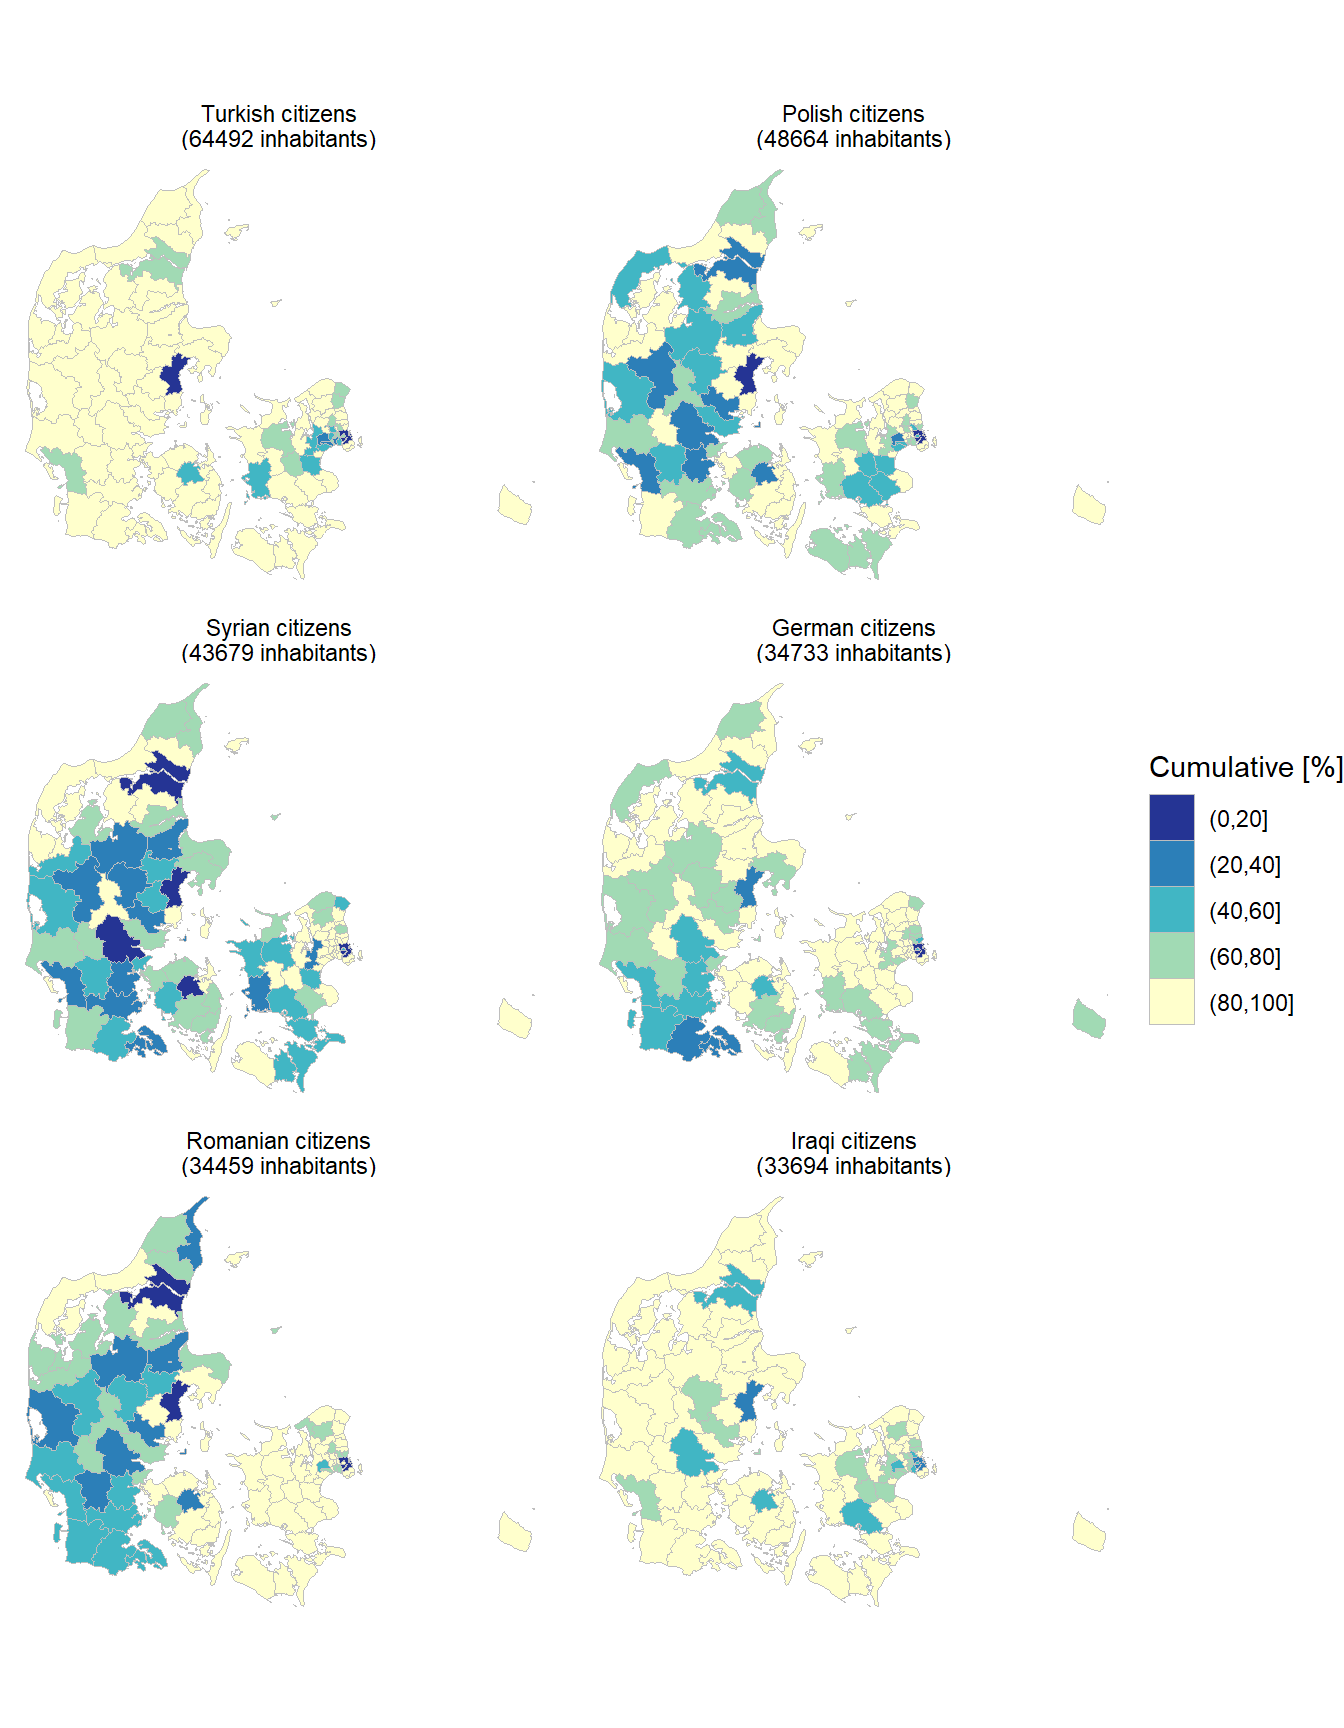 Turkish citizens
(64492 inhabitants)
Polish citizens
(48664 inhabitants)
Syrian citizens
(43679 inhabitants)
German citizens
(34733 inhabitants)
Cumulative [%]
(0,20]
(20,40]
(40,60]
(60,80]
(80,100]
Romanian citizens
(34459 inhabitants)
Iraqi citizens
(33694 inhabitants)